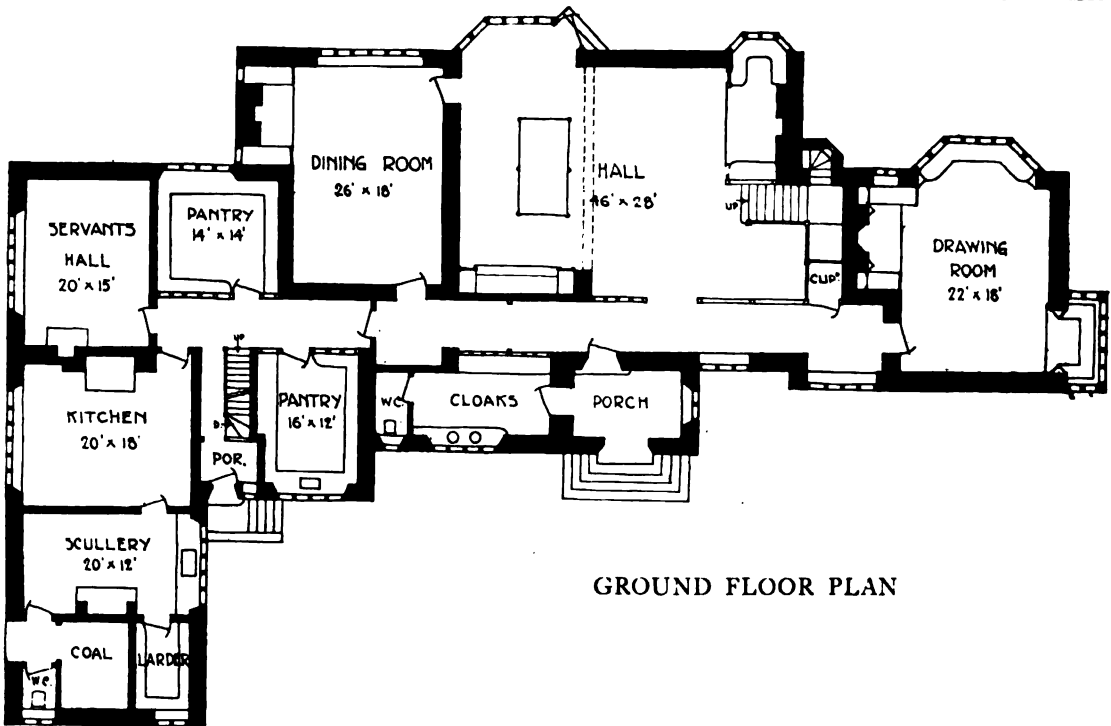 DINING ROOM
26' × 18'
HALL
46' × 28'
UP
PANTRY
14' × 14'
SERVANTS
HALL
20' × 15'
DRAWING
ROOM
22' × 18'
CUPD.
UP
KITCHEN
20' × 18'
PANTRY
16' × 12'
W.C.
CLOAKS
PORCH
D.
POR.
SCULLERY
20' × 12'
GROUND FLOOR PLAN
COAL
LARDER
W.C.